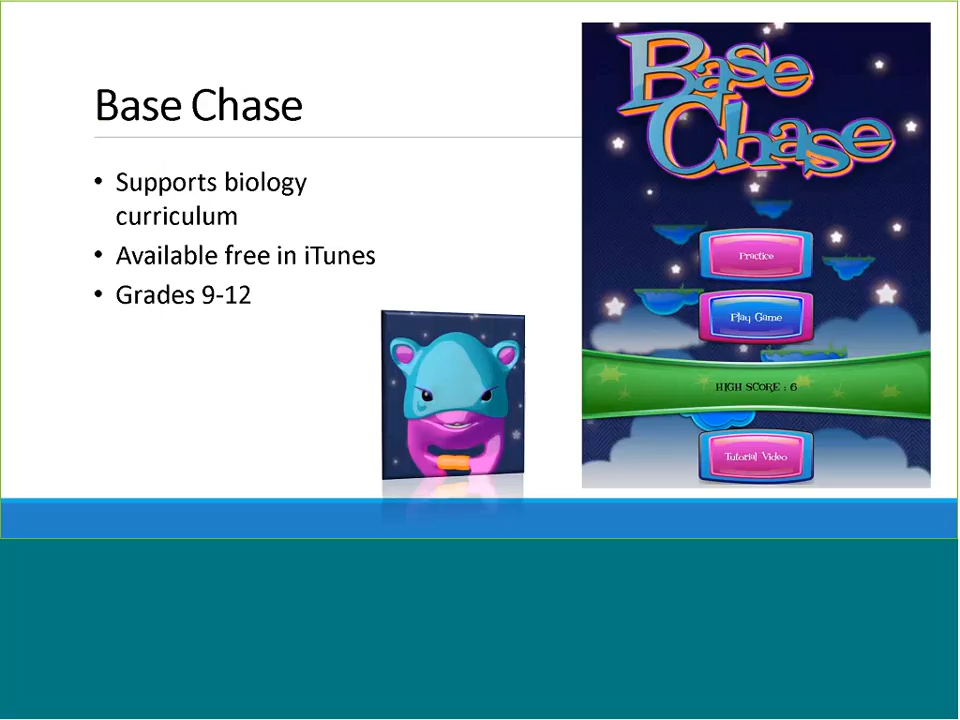 Base Chase
• Supports biology
curriculum
• Available free in iTunes
• Grades 9-12
Base
Chase
Practice
Play Game
HIGH SCORE : 6
Tutorial Video